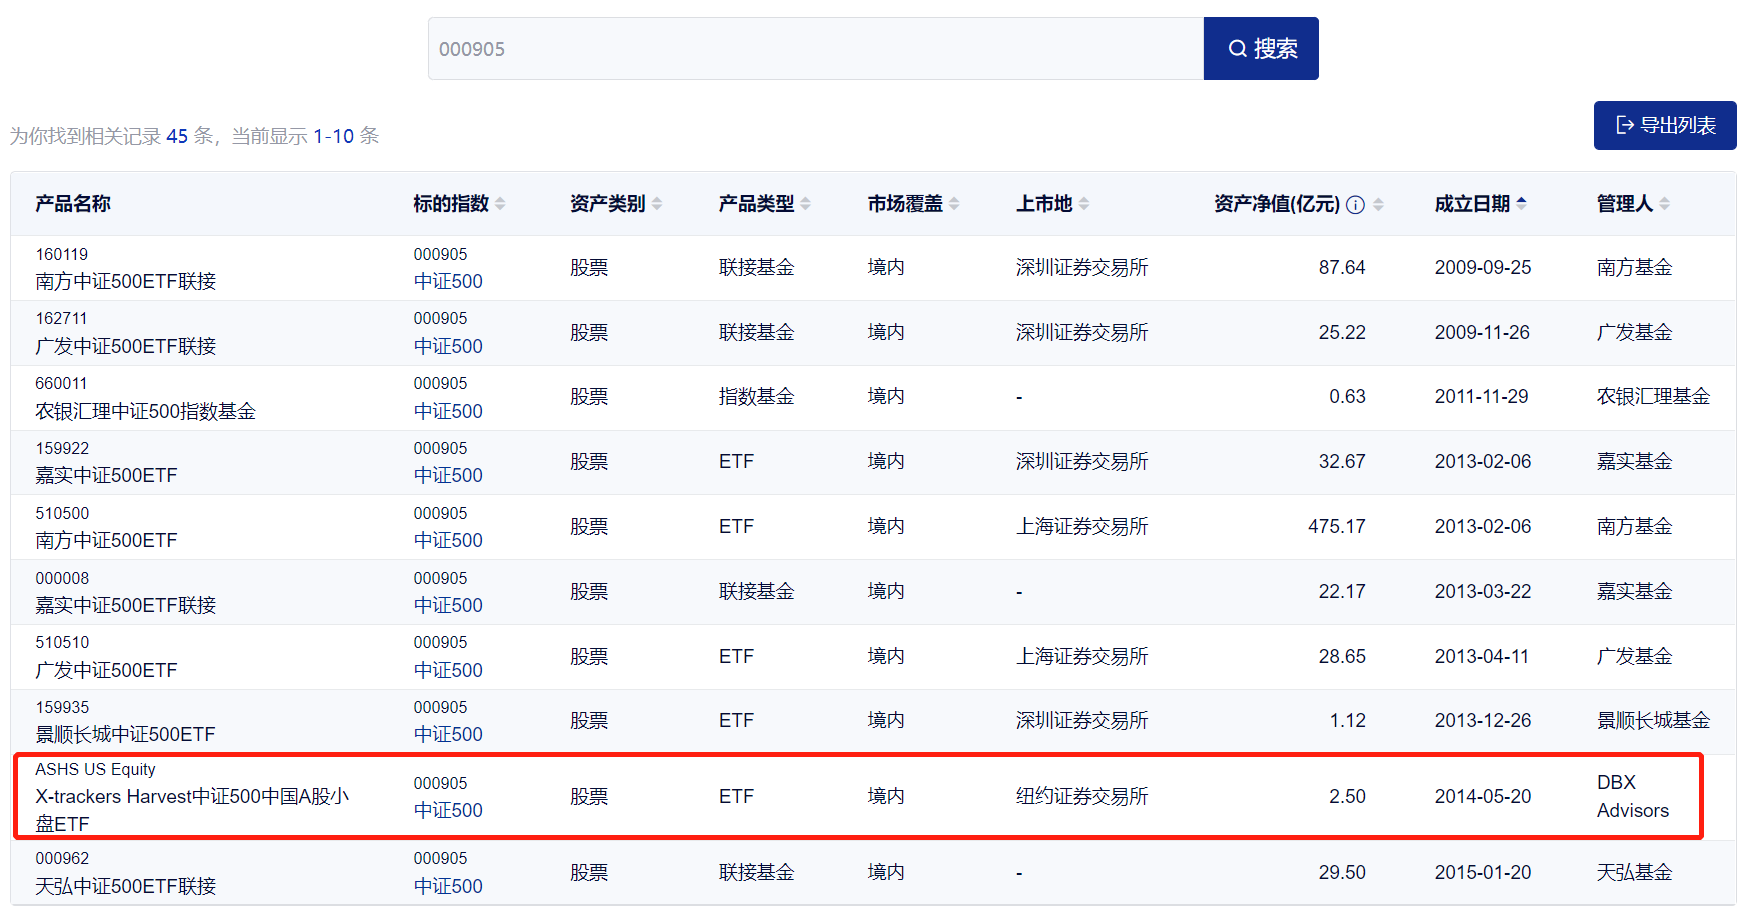 000905
搜索
为你找到相关记录 45 条，当前显示 1-10 条
导出列表
产品名称 标的指数 资产类别 产品类型 市场覆盖 上市地 资产净值(亿元) 成立日期 管理人
160119 000905
南方中证500ETF联接 中证500 股票 联接基金 境内 深圳证券交易所 87.64 2009-09-25 南方基金
162711 000905
广发中证500ETF联接 中证500 股票 联接基金 境内 深圳证券交易所 25.22 2009-11-26 广发基金
660011 000905
农银汇理中证500指数基金 中证500 股票 指数基金 境内 - 0.63 2011-11-29 农银汇理基金
159922 000905
嘉实中证500ETF 中证500 股票 ETF 境内 深圳证券交易所 32.67 2013-02-06 嘉实基金
510500 000905
南方中证500ETF 中证500 股票 ETF 境内 上海证券交易所 475.17 2013-02-06 南方基金
000008 000905
嘉实中证500ETF联接 中证500 股票 联接基金 境内 - 22.17 2013-03-22 嘉实基金
510510 000905
广发中证500ETF 中证500 股票 ETF 境内 上海证券交易所 28.65 2013-04-11 广发基金
159935 000905
景顺长城中证500ETF 中证500 股票 ETF 境内 深圳证券交易所 1.12 2013-12-26 景顺长城基金
ASHS US Equity 000905 DBX
X-trackers Harvest中证500中国A股小 中证500 股票 ETF 境内 纽约证券交易所 2.50 2014-05-20 Advisors
盘ETF
000962 000905
天弘中证500ETF联接 中证500 股票 联接基金 境内 - 29.50 2015-01-20 天弘基金